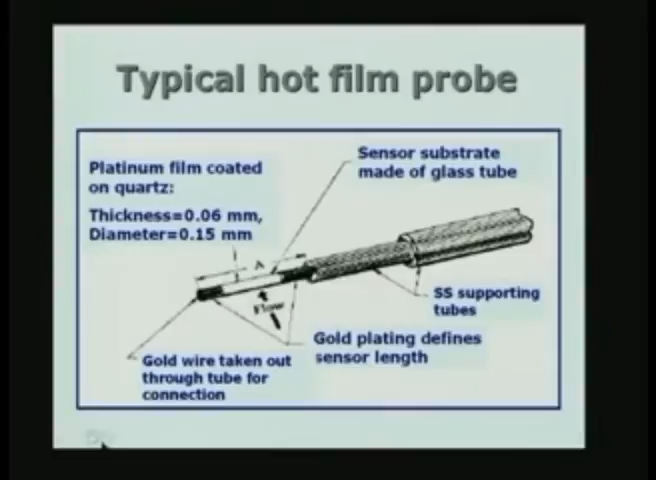 Typical hot film probe
Platinum film coated
on quartz:
Thickness=0.06 mm,
Diameter=0.15 mm
Sensor substrate
made of glass tube
A
Flow
SS supporting
tubes
Gold plating defines
sensor length
Gold wire taken out
through tube for
connection